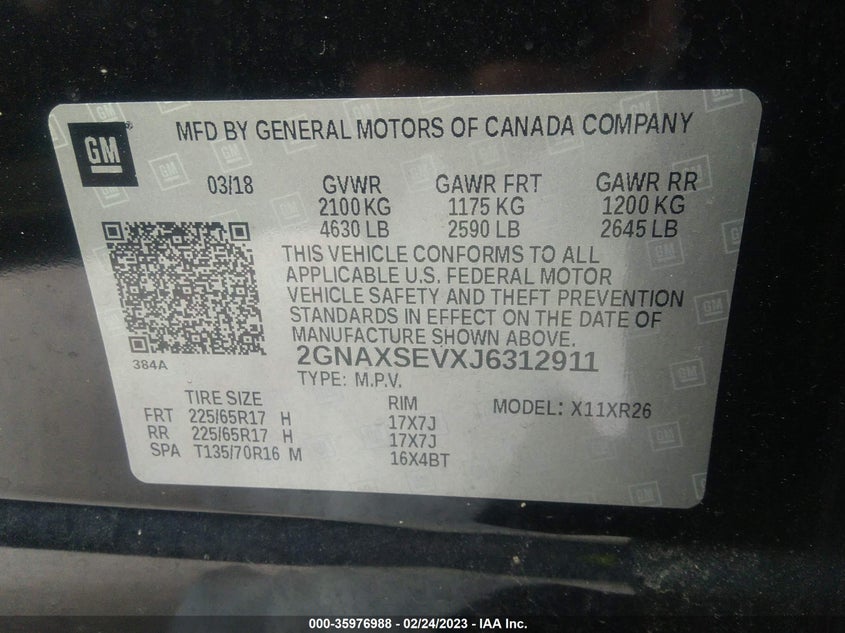 GM
MFD BY GENERAL MOTORS OF CANADA COMPANY
03/18 GVWR GAWR FRT GAWR RR
2100 KG 1175 KG 1200 KG
4630 LB 2590 LB 2645 LB
THIS VEHICLE CONFORMS TO ALL
APPLICABLE U.S. FEDERAL MOTOR
VEHICLE SAFETY AND THEFT PREVENTION
STANDARDS IN EFFECT ON THE DATE OF
MANUFACTURE SHOWN ABOVE.
384A
2GNAXSEVXJ6312911
TYPE: M.P.V.
TIRE SIZE RIM MODEL: X11XR26
FRT 225/65R17 H 17X7J
RR 225/65R17 H 17X7J
SPA T135/70R16 M 16X4BT
000-35976988 - 02/24/2023 - IAA Inc.